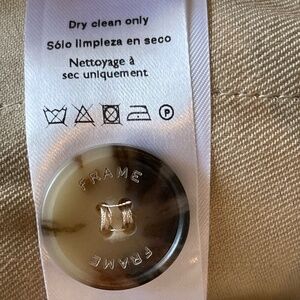 Dry clean only
Sólo limpieza en seco
Nettoyage à
sec uniquement
P
FRAME
FRAME